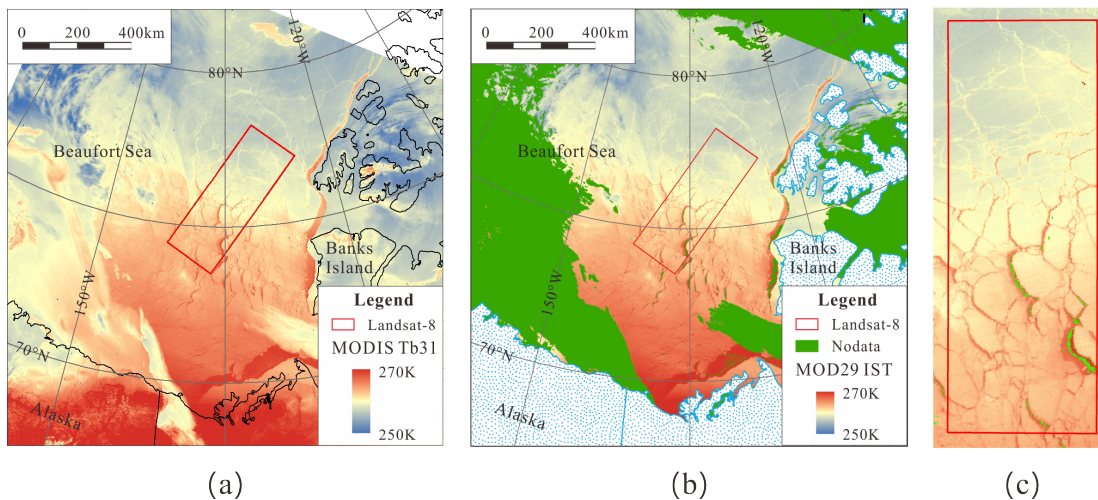 0 200 400km
120°W
80°N
Beaufort Sea
Banks
Island
150°W
70°N
Alaska
Legend
Landsat-8
MODIS Tb31
270K
250K
(a)
0 200 400km
120°W
80°N
Beaufort Sea
Banks
Island
150°W
70°N
Alaska
Legend
Landsat-8
Nodata
MOD29 IST
270K
250K
(b)
(c)